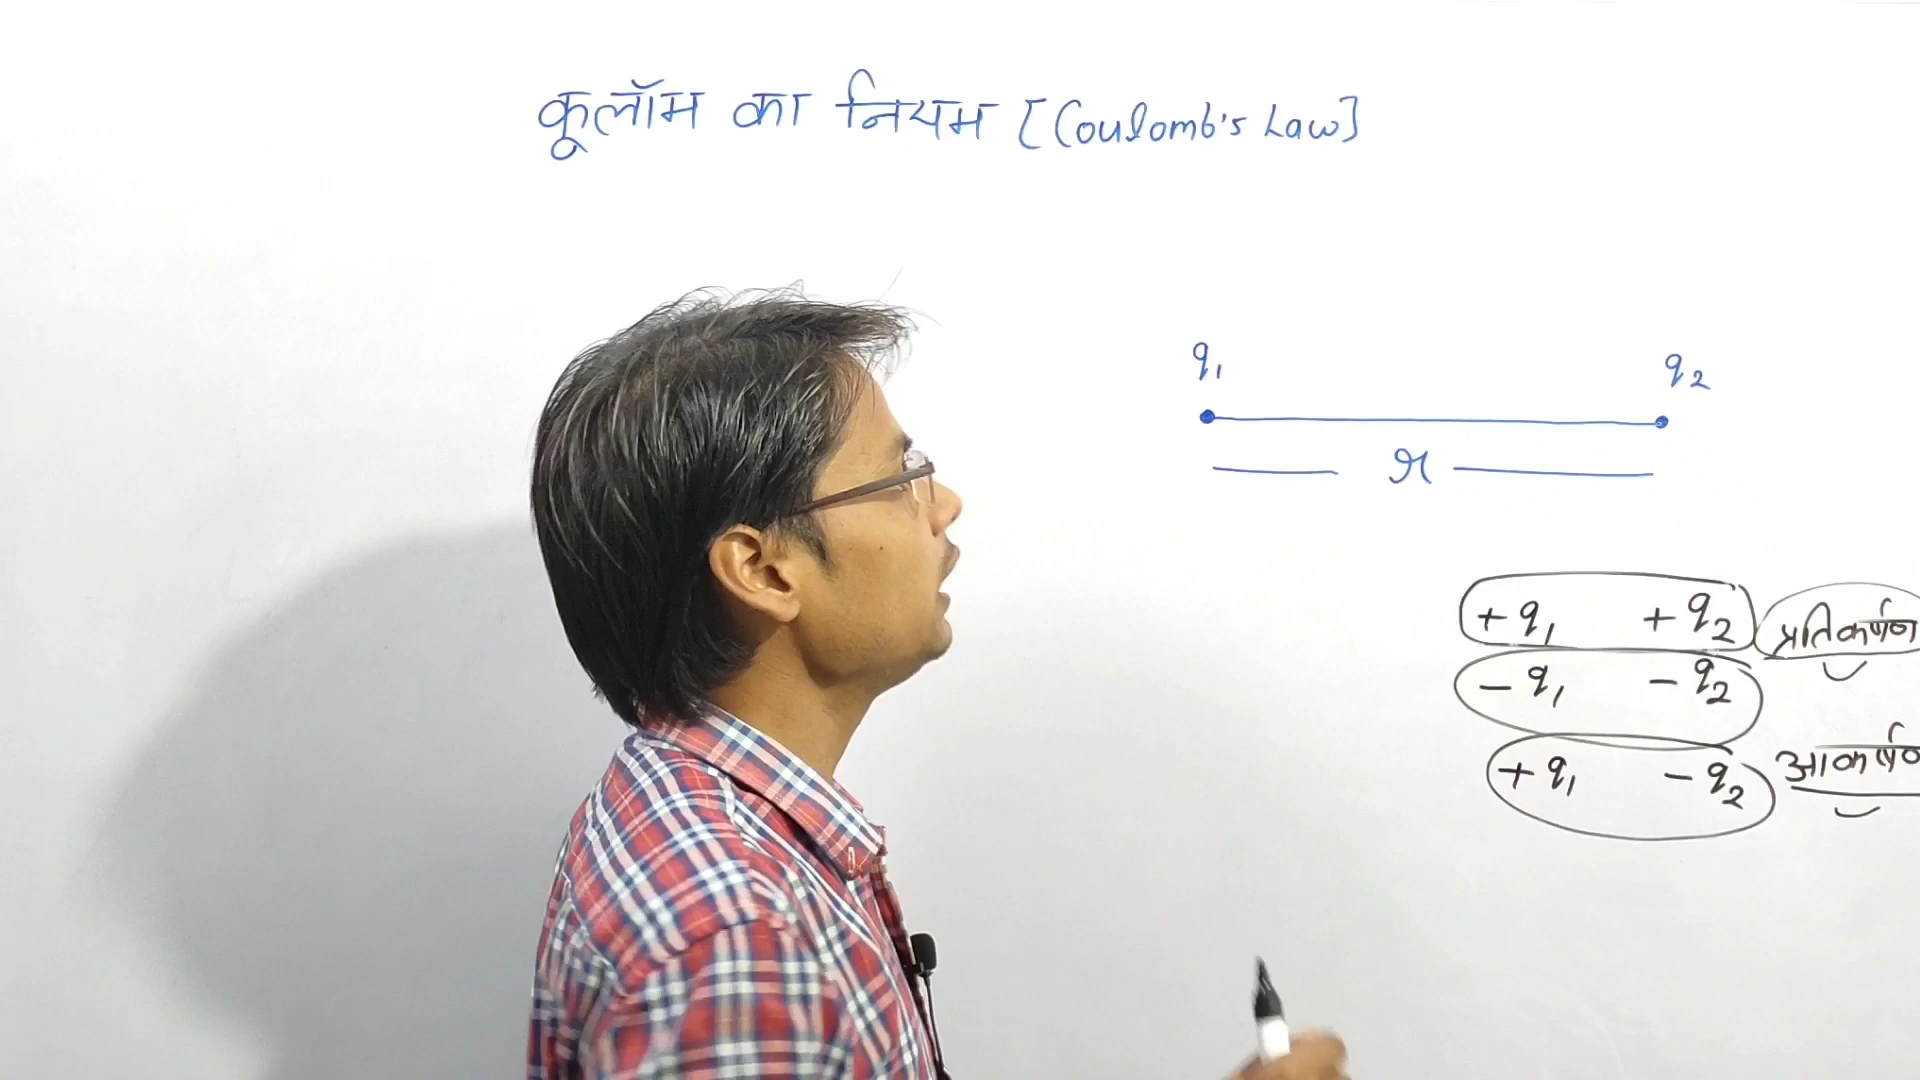 कूलॉम का नियम [Coulomb's Law]
q₁ q₂
r
+q₁ +q₂ प्रतिकर्षण
-q₁ -q₂
+q₁ -q₂ आकर्षण